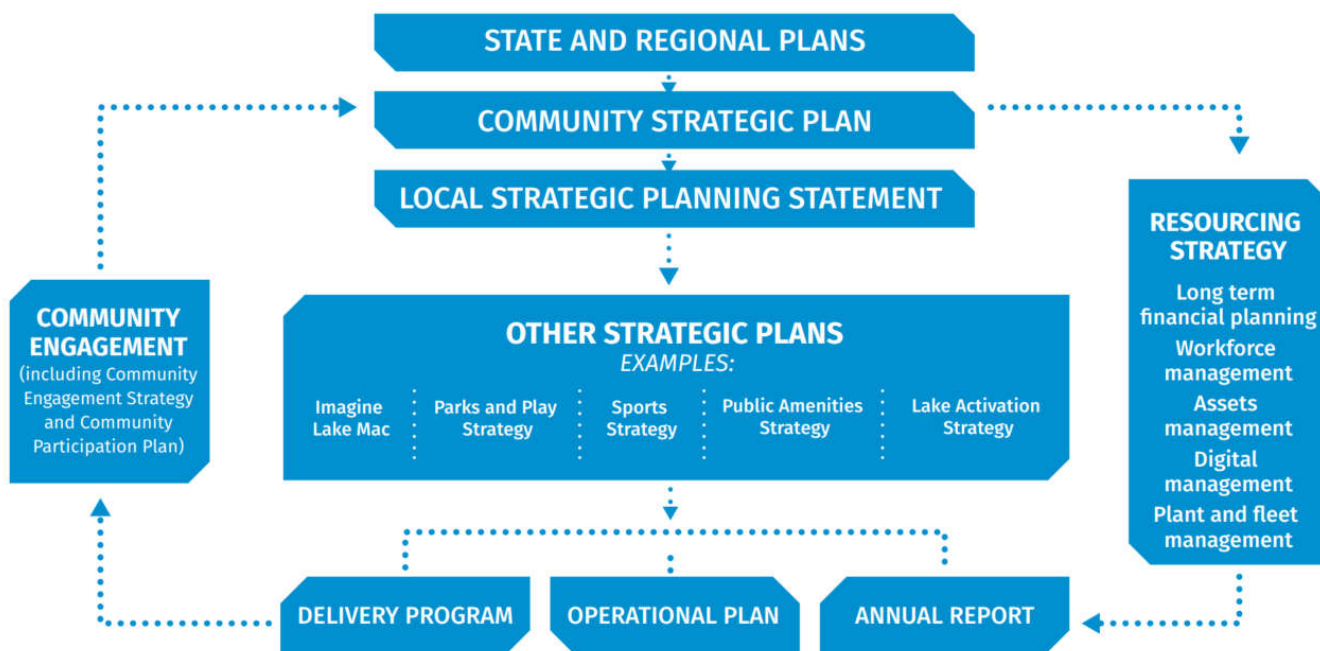 STATE AND REGIONAL PLANS
COMMUNITY STRATEGIC PLAN
LOCAL STRATEGIC PLANNING STATEMENT
COMMUNITY
ENGAGEMENT
(including Community
Engagement Strategy
and Community
Participation Plan)
OTHER STRATEGIC PLANS
EXAMPLES:
Imagine
Lake Mac
Parks and Play
Strategy
Sports
Strategy
Public Amenities
Strategy
Lake Activation
Strategy
RESOURCING
STRATEGY
Long term
financial planning
Workforce
management
Assets
management
Digital
management
Plant and fleet
management
DELIVERY PROGRAM
OPERATIONAL PLAN
ANNUAL REPORT